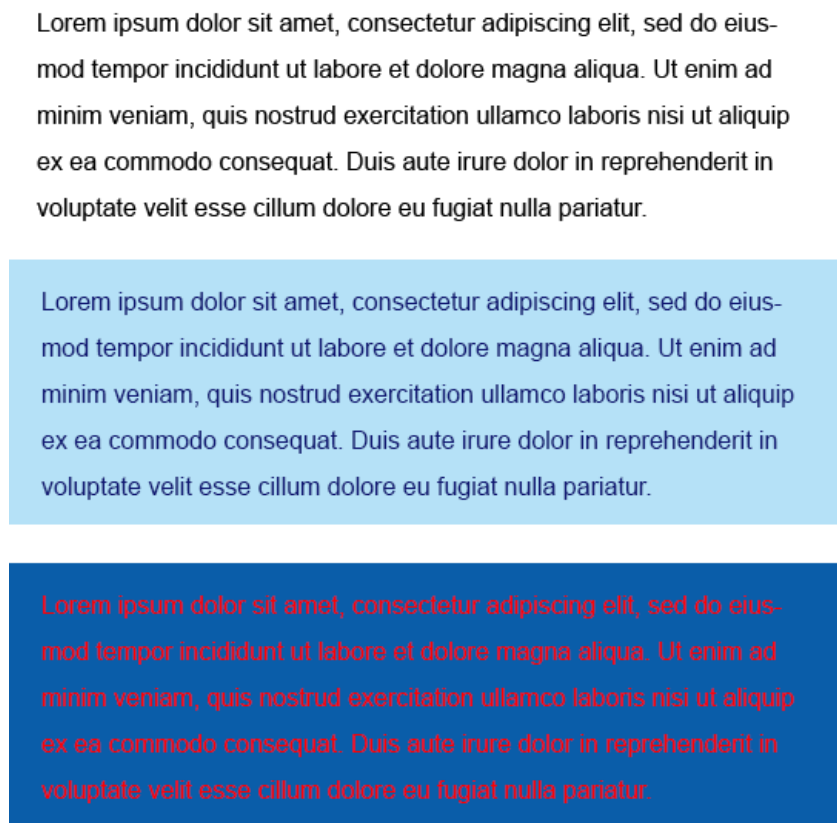 Lorem ipsum dolor sit amet, consectetur adipiscing elit, sed do eius-
mod tempor incididunt ut labore et dolore magna aliqua. Ut enim ad
minim veniam, quis nostrud exercitation ullamco laboris nisi ut aliquip
ex ea commodo consequat. Duis aute irure dolor in reprehenderit in
voluptate velit esse cillum dolore eu fugiat nulla pariatur.
Lorem ipsum dolor sit amet, consectetur adipiscing elit, sed do eius-
mod tempor incididunt ut labore et dolore magna aliqua. Ut enim ad
minim veniam, quis nostrud exercitation ullamco laboris nisi ut aliquip
ex ea commodo consequat. Duis aute irure dolor in reprehenderit in
voluptate velit esse cillum dolore eu fugiat nulla pariatur.
Lorem ipsum dolor sit amet, consectetur adipiscing elit, sed do eius-
mod tempor incididunt ut labore et dolore magna aliqua. Ut enim ad
minim veniam, quis nostrud exercitation ullamco laboris nisi ut aliquip
ex ea commodo consequat. Duis aute irure dolor in reprehenderit in
voluptate velit esse cillum dolore eu fugiat nulla pariatur.